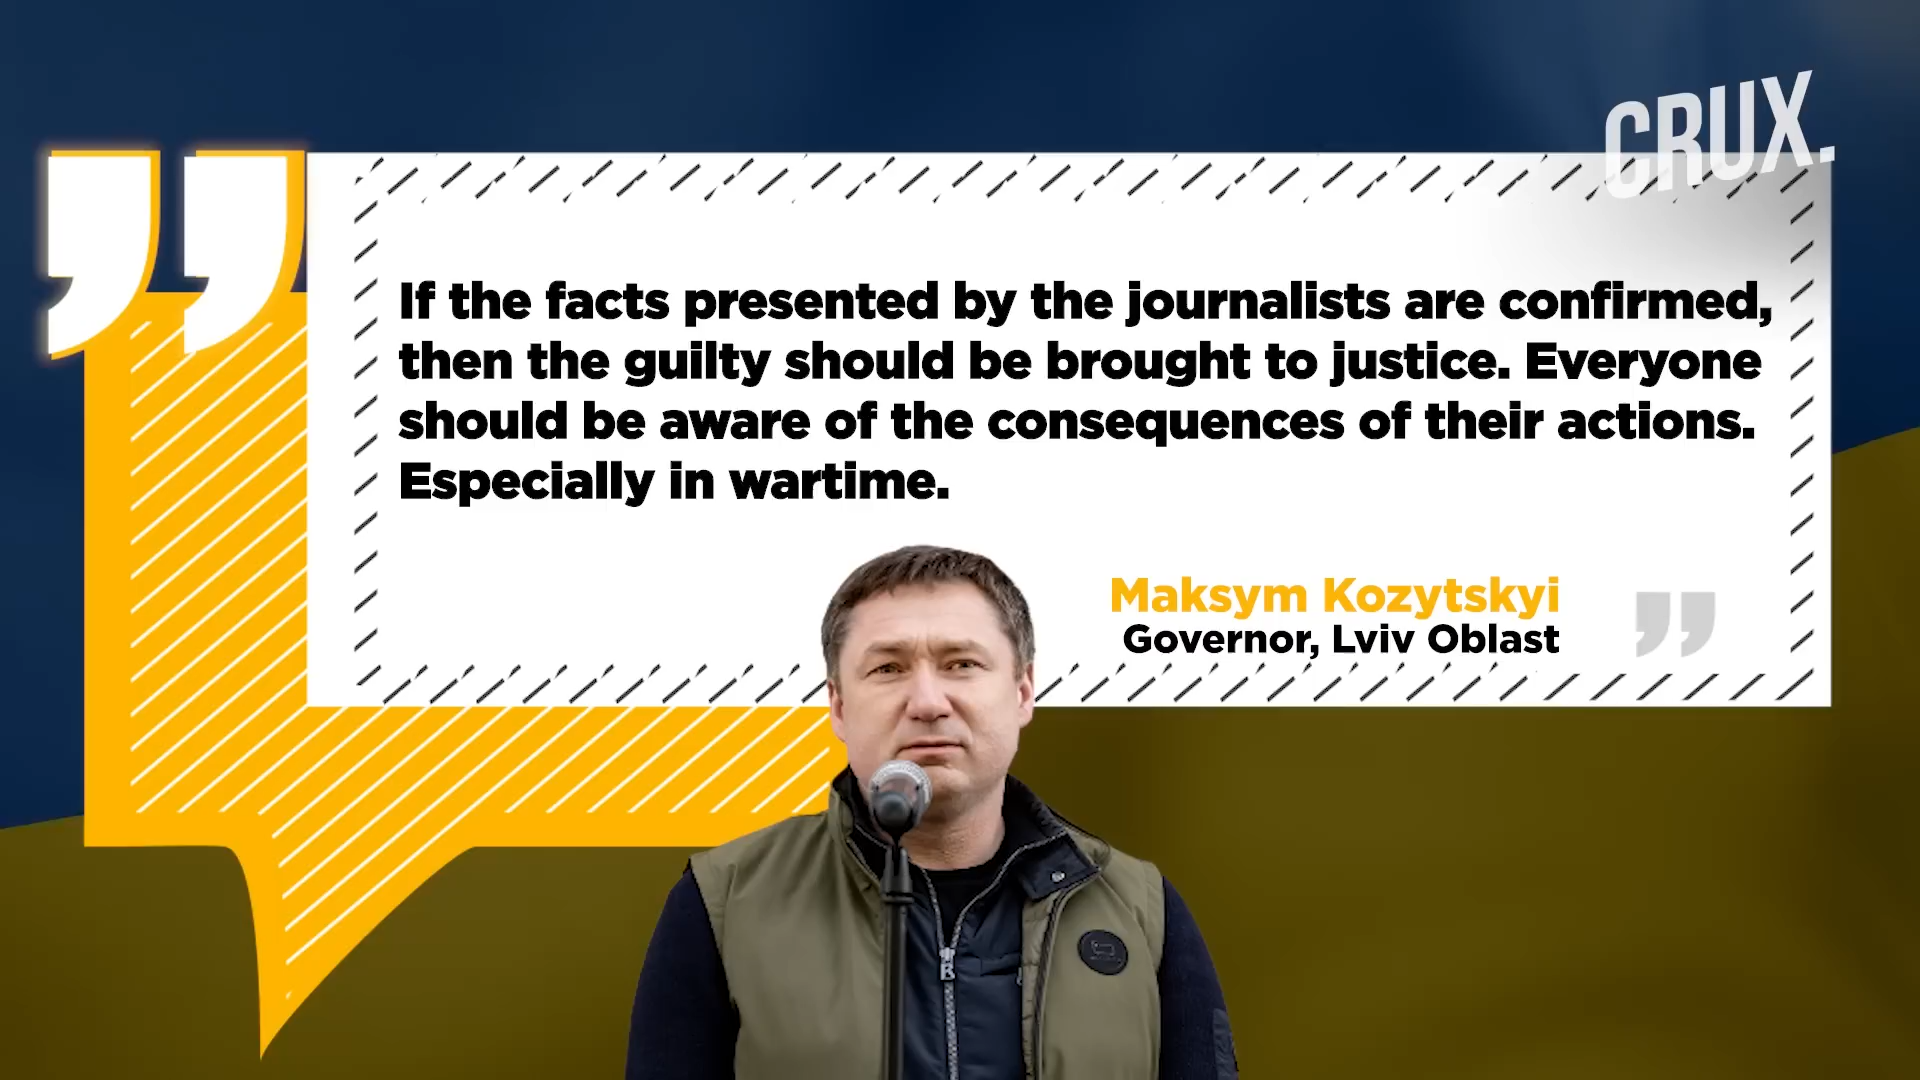 CRUX.
If the facts presented by the journalists are confirmed,
then the guilty should be brought to justice. Everyone
should be aware of the consequences of their actions.
Especially in wartime.
Maksym Kozytskyi
Governor, Lviv Oblast